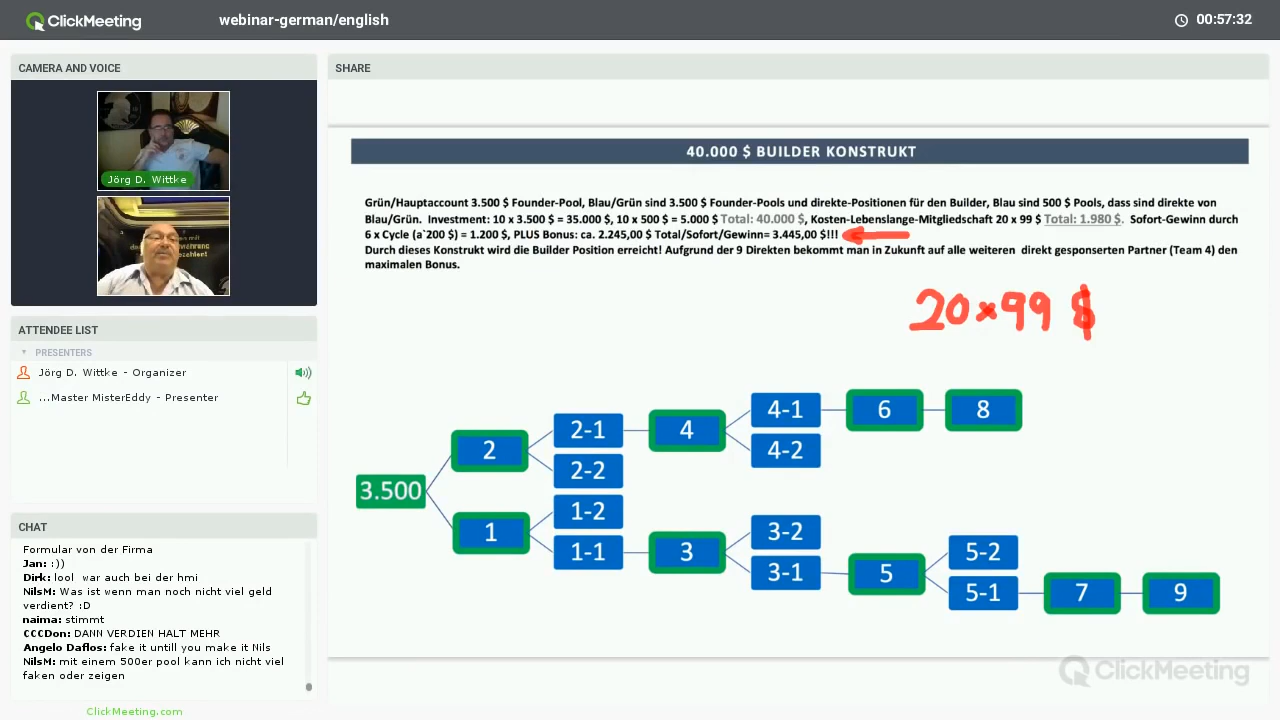 ClickMeeting
webinar-german/english
00:57:32
CAMERA AND VOICE
Jörg D. Wittke
ATTENDEE LIST
PRESENTERS
Jörg D. Wittke - Organizer
...Master MisterEddy - Presenter
CHAT
Formular von der Firma
Jan: :))
Dirk: lool war auch bei der hmi
NilsM: Was ist wenn man noch nicht viel geld
verdient? :D
naima: stimmt
CCCDon: DANN VERDIEN HALT MEHR
Angelo Daflos: fake it untill you make it Nils
NilsM: mit einem 500er pool kann ich nicht viel
faken oder zeigen
ClickMeeting.com
SHARE
40.000 $ BUILDER KONSTRUKT
Grün/Hauptaccount 3.500 $ Founder-Pool, Blau/Grün sind 3.500 $ Founder-Pools und direkte-Positionen für den Builder, Blau sind 500 $ Pools, dass sind direkte von
Blau/Grün. Investment: 10 x 3.500 $ = 35.000 $, 10 x 500 $ = 5.000 $ Total: 40.000 $, Kosten-Lebenslange-Mitgliedschaft 20 x 99 $ Total: 1.980 $. Sofort-Gewinn durch
6 x Cycle (a`200 $) = 1.200 $, PLUS Bonus: ca. 2.245,00 $ Total/Sofort/Gewinn= 3.445,00 $!!!
Durch dieses Konstrukt wird die Builder Position erreicht! Aufgrund der 9 Direkten bekommt man in Zukunft auf alle weiteren direkt gesponserten Partner (Team 4) den
maximalen Bonus.
20 x 99 $
4-1 6 8
2-1 4
2 4-2
2-2
3.500
1-2
1 3-2
1-1 3 5-2
3-1 5
5-1 7 9
ClickMeeting